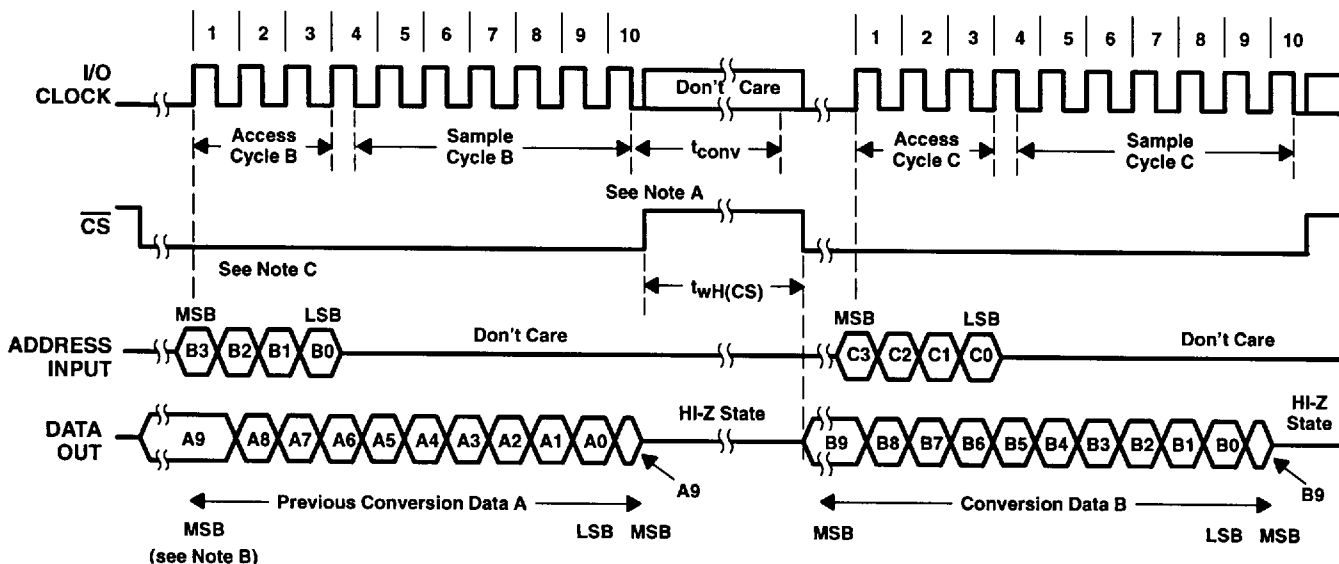 1 2 3 4 5 6 7 8 9 10 1 2 3 4 5 6 7 8 9 10
I/O
CLOCK
Don't Care
Access
Cycle B
Sample
Cycle B
tconv
Access
Cycle C
Sample
Cycle C
See Note A
CS
See Note C
twH(CS)
MSB LSB MSB LSB
ADDRESS
INPUT
B3 B2 B1 B0 Don't Care C3 C2 C1 C0 Don't Care
DATA
OUT
A9 A8 A7 A6 A5 A4 A3 A2 A1 A0 HI-Z State B9 B8 B7 B6 B5 B4 B3 B2 B1 B0 HI-Z
State
A9 B9
Previous Conversion Data A Conversion Data B
MSB LSB MSB MSB LSB MSB
(see Note B)